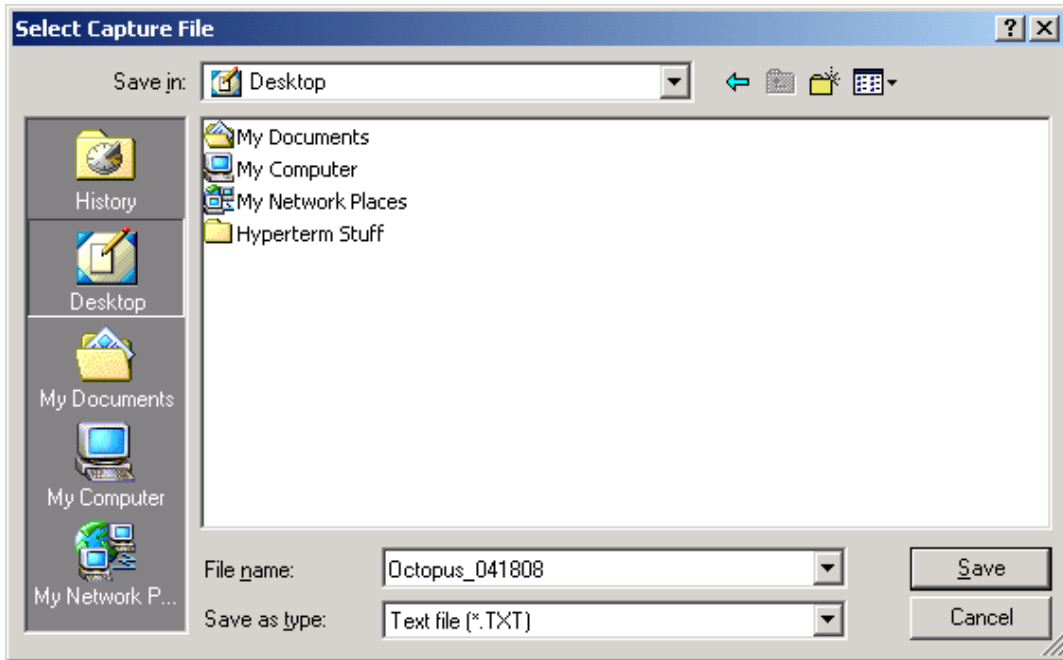 Select Capture File
Save in: Desktop
History
Desktop
My Documents
My Computer
My Network P...
My Documents
My Computer
My Network Places
Hyperterm Stuff
File name: Octopus_041808 Save
Save as type: Text file (*.TXT) Cancel